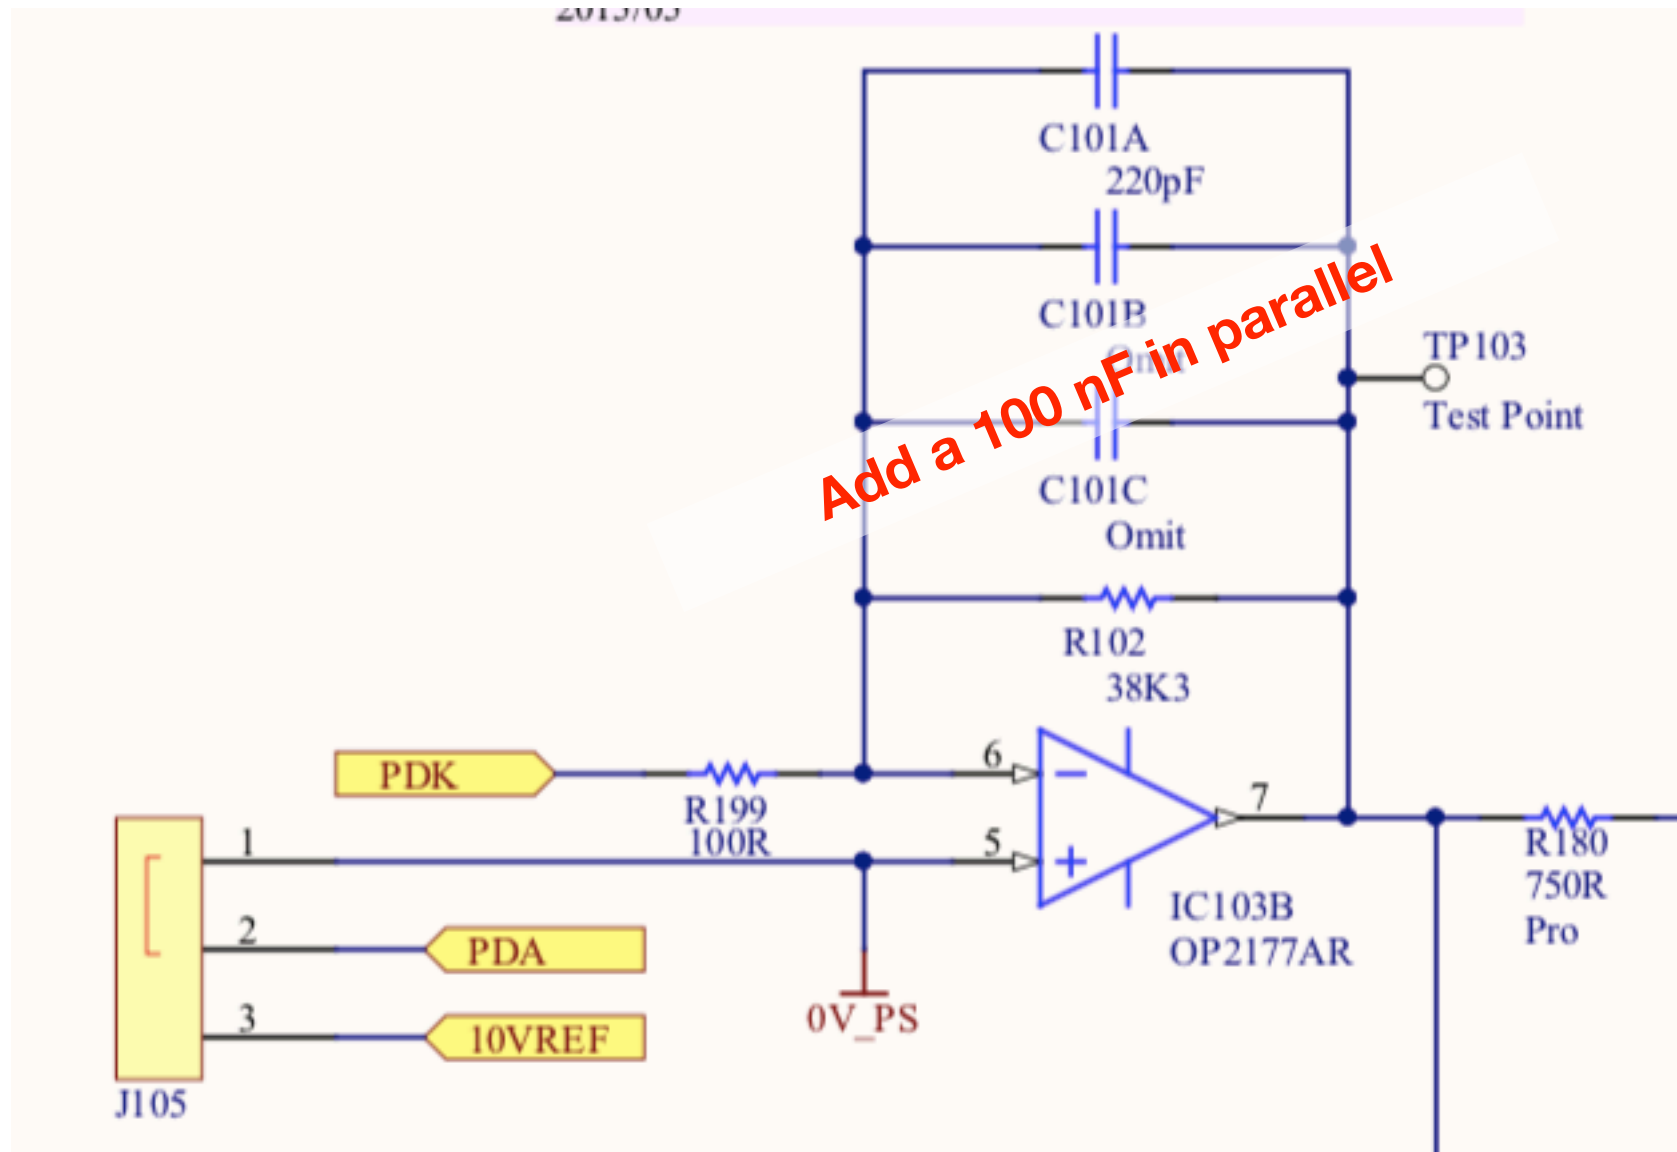 C101A
220pF
C101B
Omit
Add a 100 nF in parallel
TP103
Test Point
C101C
Omit
R102
38K3
PDK
R199
100R
6
5
7
1
2
PDA
3
10VREF
J105
0V_PS
IC103B
OP2177AR
R180
750R
Pro